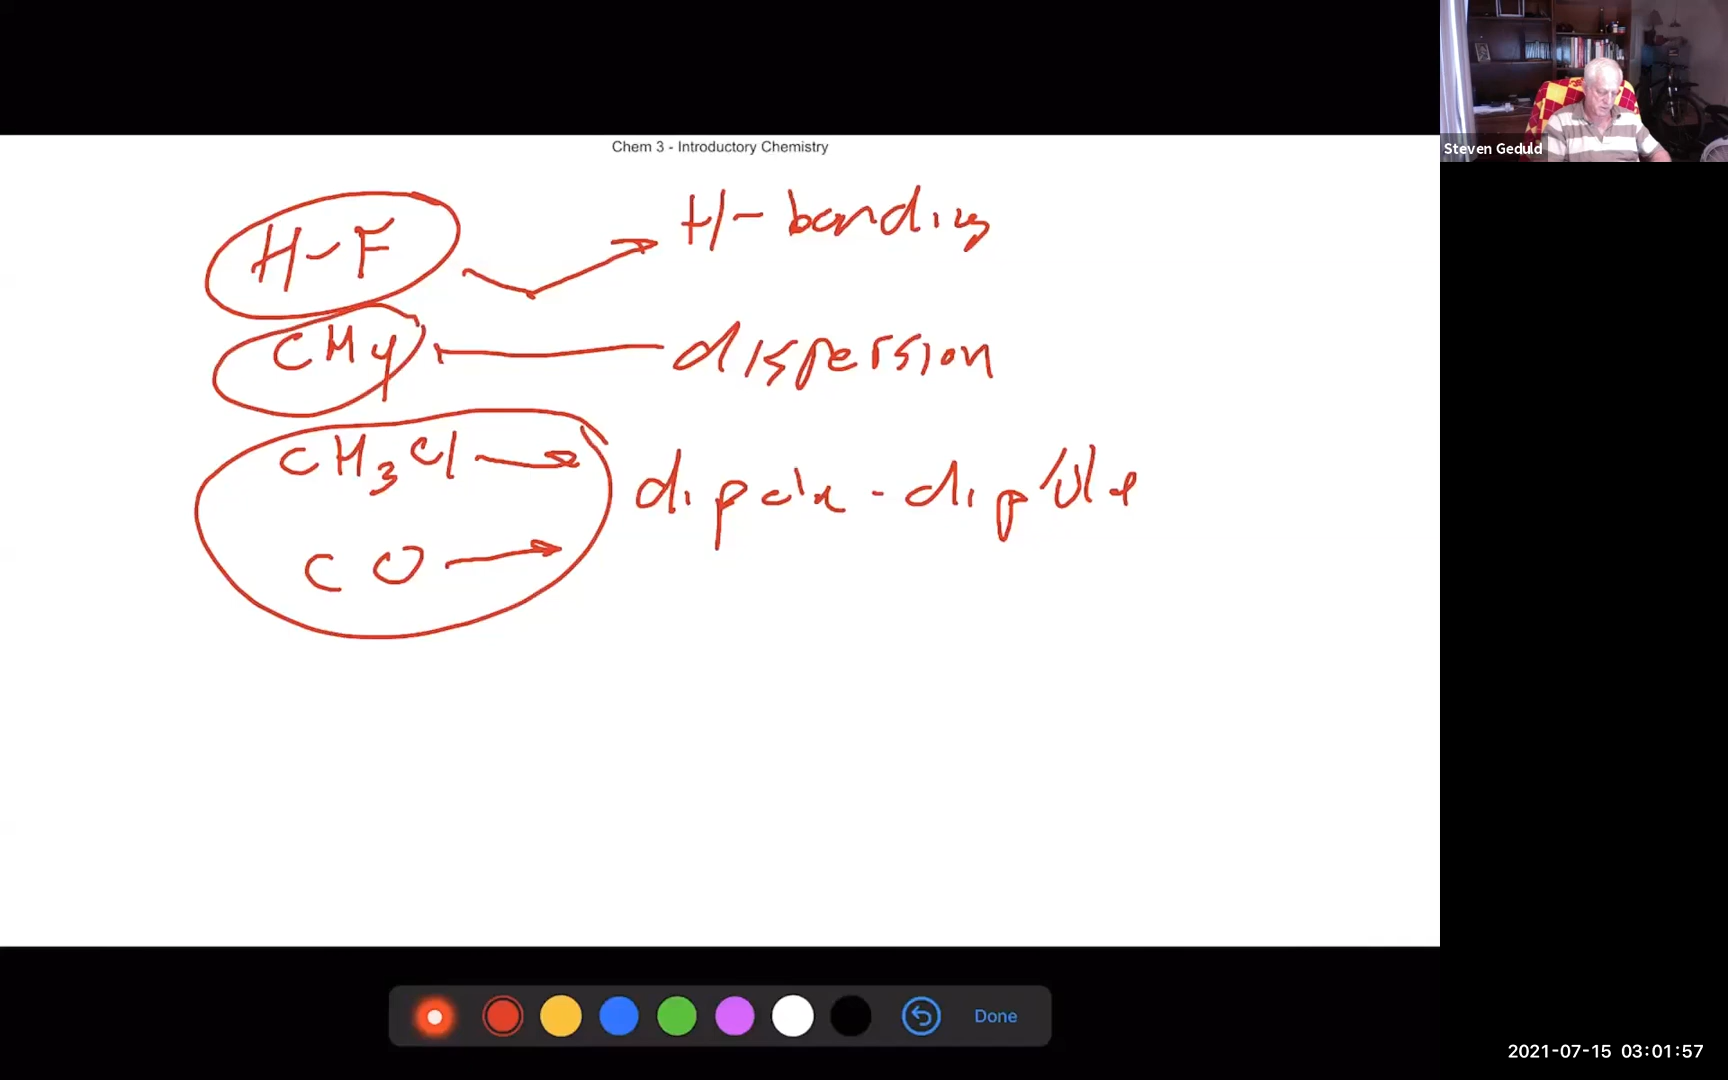 Chem 3 - Introductory Chemistry
H-F
H-bonding
CH4
dispersion
CH3Cl
dipole-dipole
CO
Steven Geduld
Done
2021-07-15 03:01:57